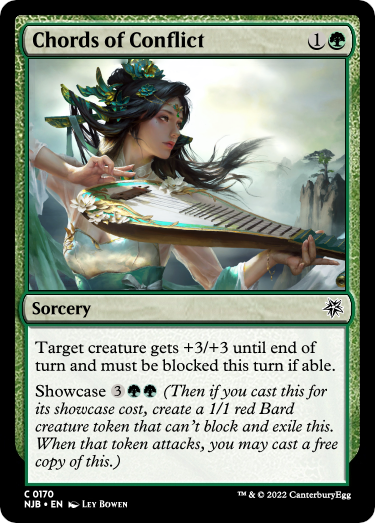 Chords of Conflict 1
Sorcery
Target creature gets +3/+3 until end of
turn and must be blocked this turn if able.
Showcase 3 (Then if you cast this for
its showcase cost, create a 1/1 red Bard
creature token that can't block and exile this.
When that token attacks, you may cast a free
copy of this.)
C 0170
NJB • EN Ley Bowen
™ & © 2022 CanterburyEgg